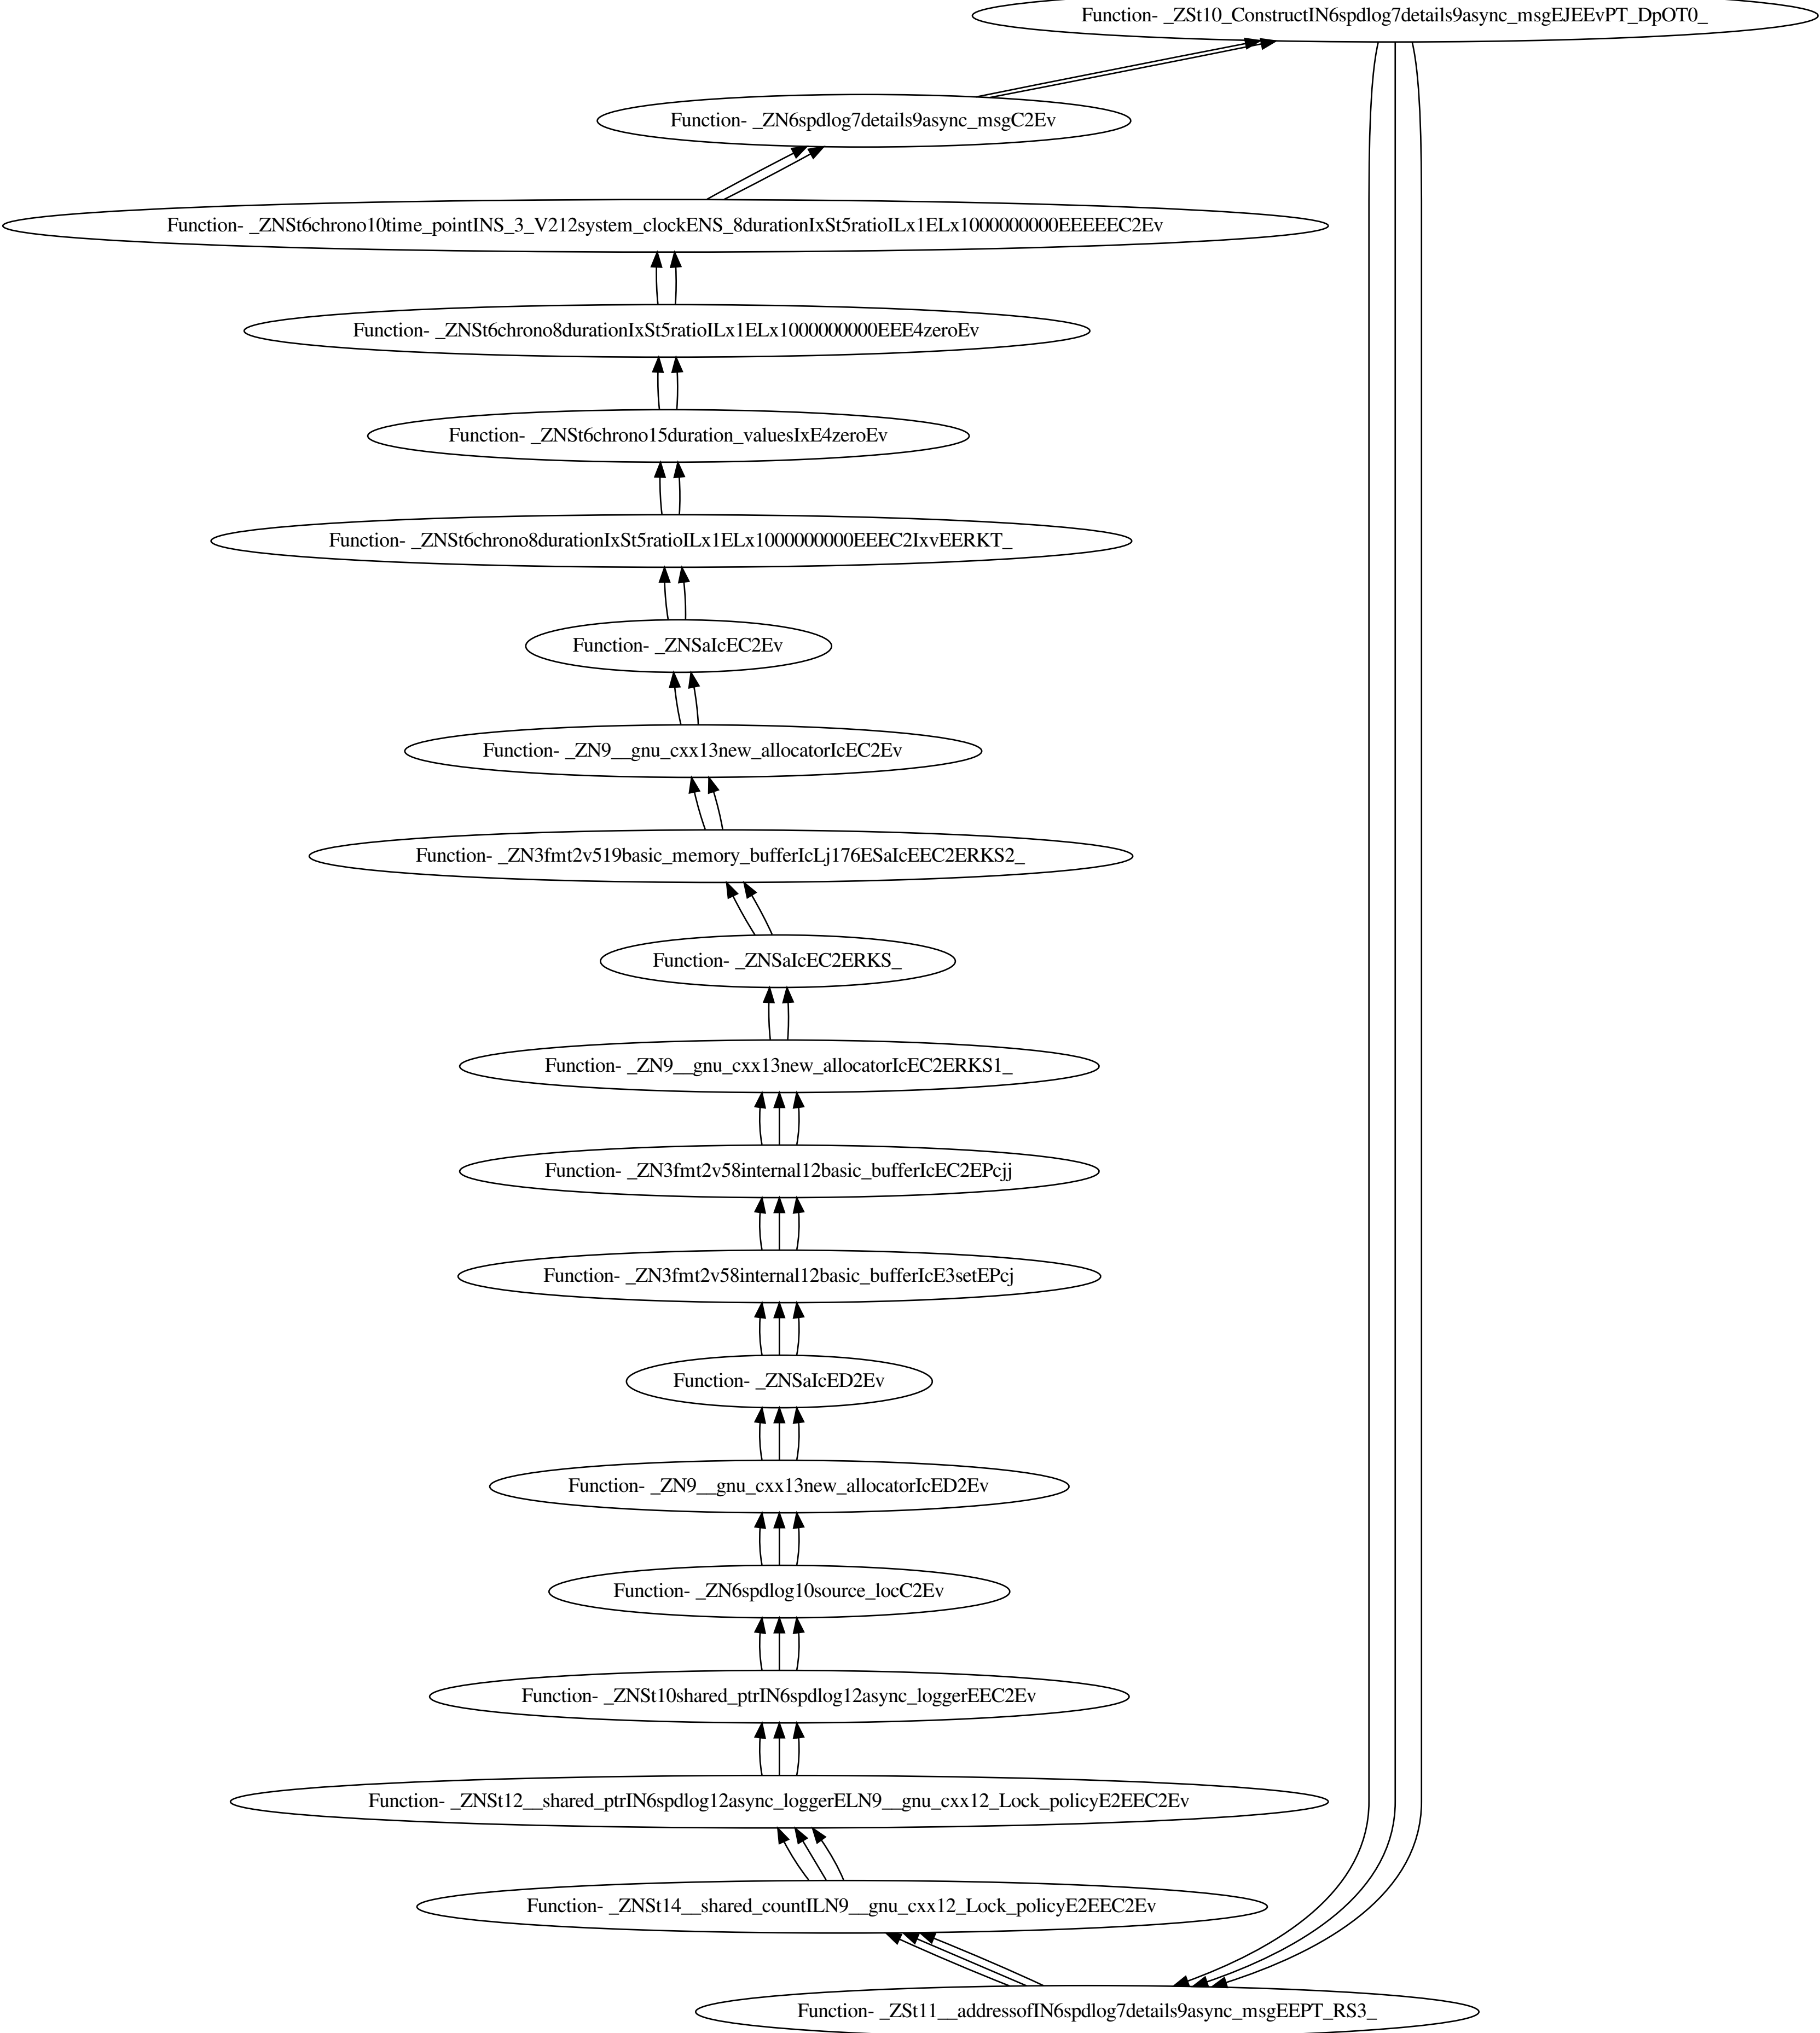 Function- _ZSt10_ConstructIN6spdlog7details9async_msgEJEEvPT_DpOT0_
Function- _ZN6spdlog7details9async_msgC2Ev
Function- _ZNSt6chrono10time_pointINS_3_V212system_clockENS_8durationIxSt5ratioILx1ELx1000000000EEEEEC2Ev
Function- _ZNSt6chrono8durationIxSt5ratioILx1ELx1000000000EEE4zeroEv
Function- _ZNSt6chrono15duration_valuesIxE4zeroEv
Function- _ZNSt6chrono8durationIxSt5ratioILx1ELx1000000000EEEC2IxvEERKT_
Function- _ZNSaIcEC2Ev
Function- _ZN9__gnu_cxx13new_allocatorIcEC2Ev
Function- _ZN3fmt2v519basic_memory_bufferIcLj176ESaIcEEC2ERKS2_
Function- _ZNSaIcEC2ERKS_
Function- _ZN9__gnu_cxx13new_allocatorIcEC2ERKS1_
Function- _ZN3fmt2v58internal12basic_bufferIcEC2EPcjj
Function- _ZN3fmt2v58internal12basic_bufferIcE3setEPcj
Function- _ZNSaIcED2Ev
Function- _ZN9__gnu_cxx13new_allocatorIcED2Ev
Function- _ZN6spdlog10source_locC2Ev
Function- _ZNSt10shared_ptrIN6spdlog12async_loggerEEC2Ev
Function- _ZNSt12__shared_ptrIN6spdlog12async_loggerELN9__gnu_cxx12_Lock_policyE2EEC2Ev
Function- _ZNSt14__shared_countILN9__gnu_cxx12_Lock_policyE2EEC2Ev
Function- _ZSt11__addressofIN6spdlog7details9async_msgEEPT_RS3_